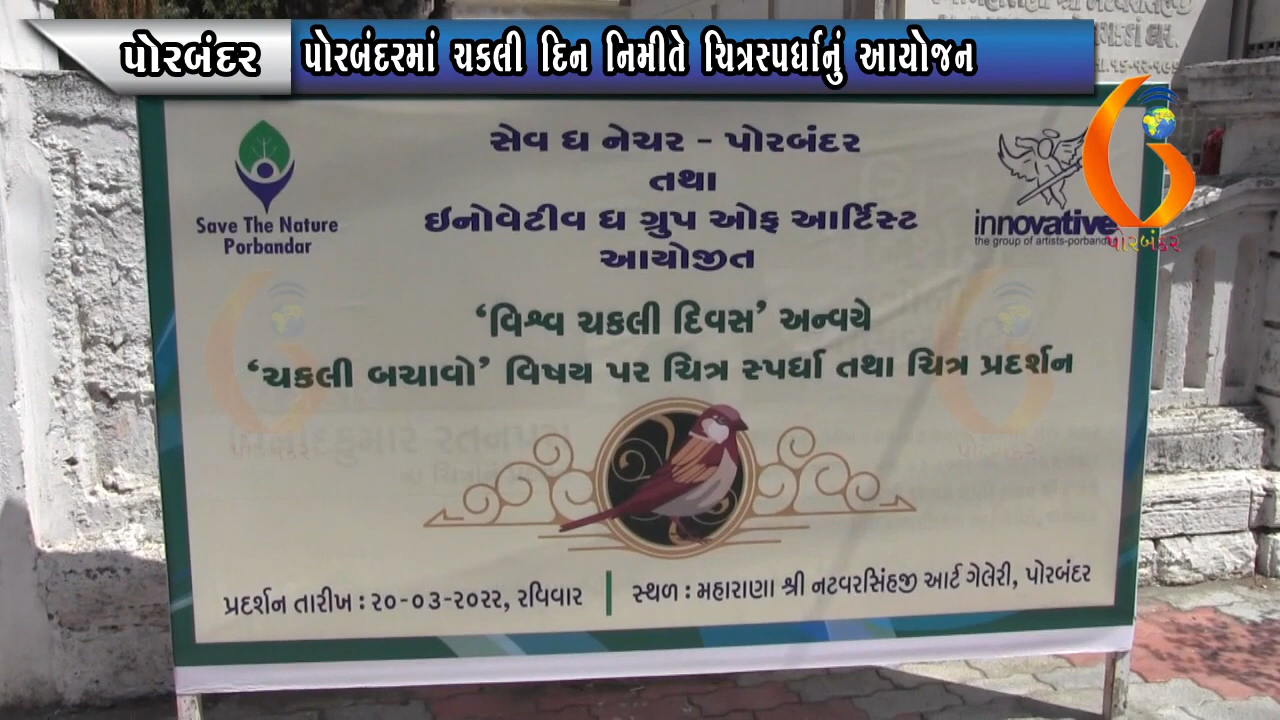 પોરબંદર
પોરબંદરમાં ચકલી દિન નિમીતે ચિત્રસ્પર્ધાનું આયોજન
સેવ ધ નેચર - પોરબંદર
તથા
ઇનોવેટીવ ધ ગ્રુપ ઓફ આર્ટિસ્ટ
આયોજીત
Save The Nature
Porbandar
innovative
the group of artists-porbandar
પોરબંદર
‘વિશ્વ ચકલી દિવસ’ અન્વયે
‘ચકલી બચાવો’ વિષય પર ચિત્ર સ્પર્ધા તથા ચિત્ર પ્રદર્શન
પ્રદર્શન તારીખ : ૨૦-૦૩-૨૦૨૨, રવિવાર
સ્થળ : મહારાણા શ્રી નટવરસિંહજી આર્ટ ગેલેરી, પોરબંદર